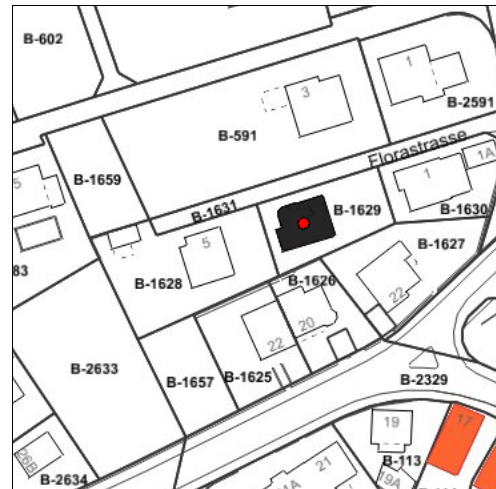 B-602
1
3
B-2591
B-591
Florastrasse
1A
5
B-1659
1
B-1631
B-1629
B-1630
5
B-1627
83
B-1628
B-1626
22
22
20
B-2633
B-1657
B-1625
B-2329
19
17
B-113
21
26B
B-2634
19A